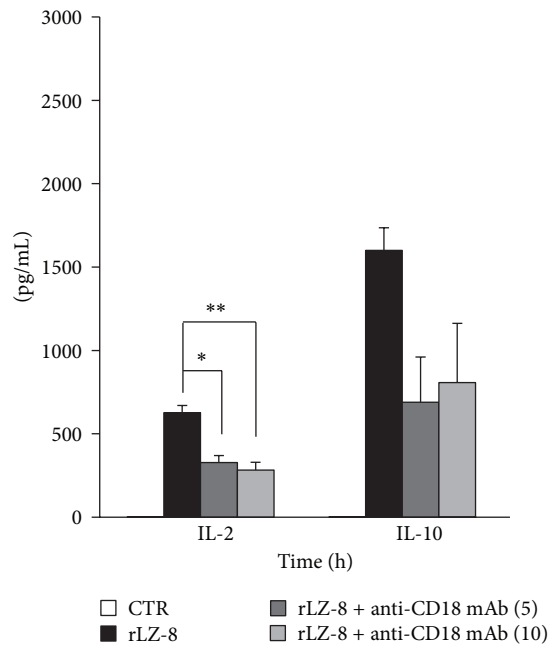 3000
2500
2000
1500
1000
500
0
(pg/mL)
**
*
IL-2
IL-10
Time (h)
CTR
rLZ-8
rLZ-8 + anti-CD18 mAb (5)
rLZ-8 + anti-CD18 mAb (10)